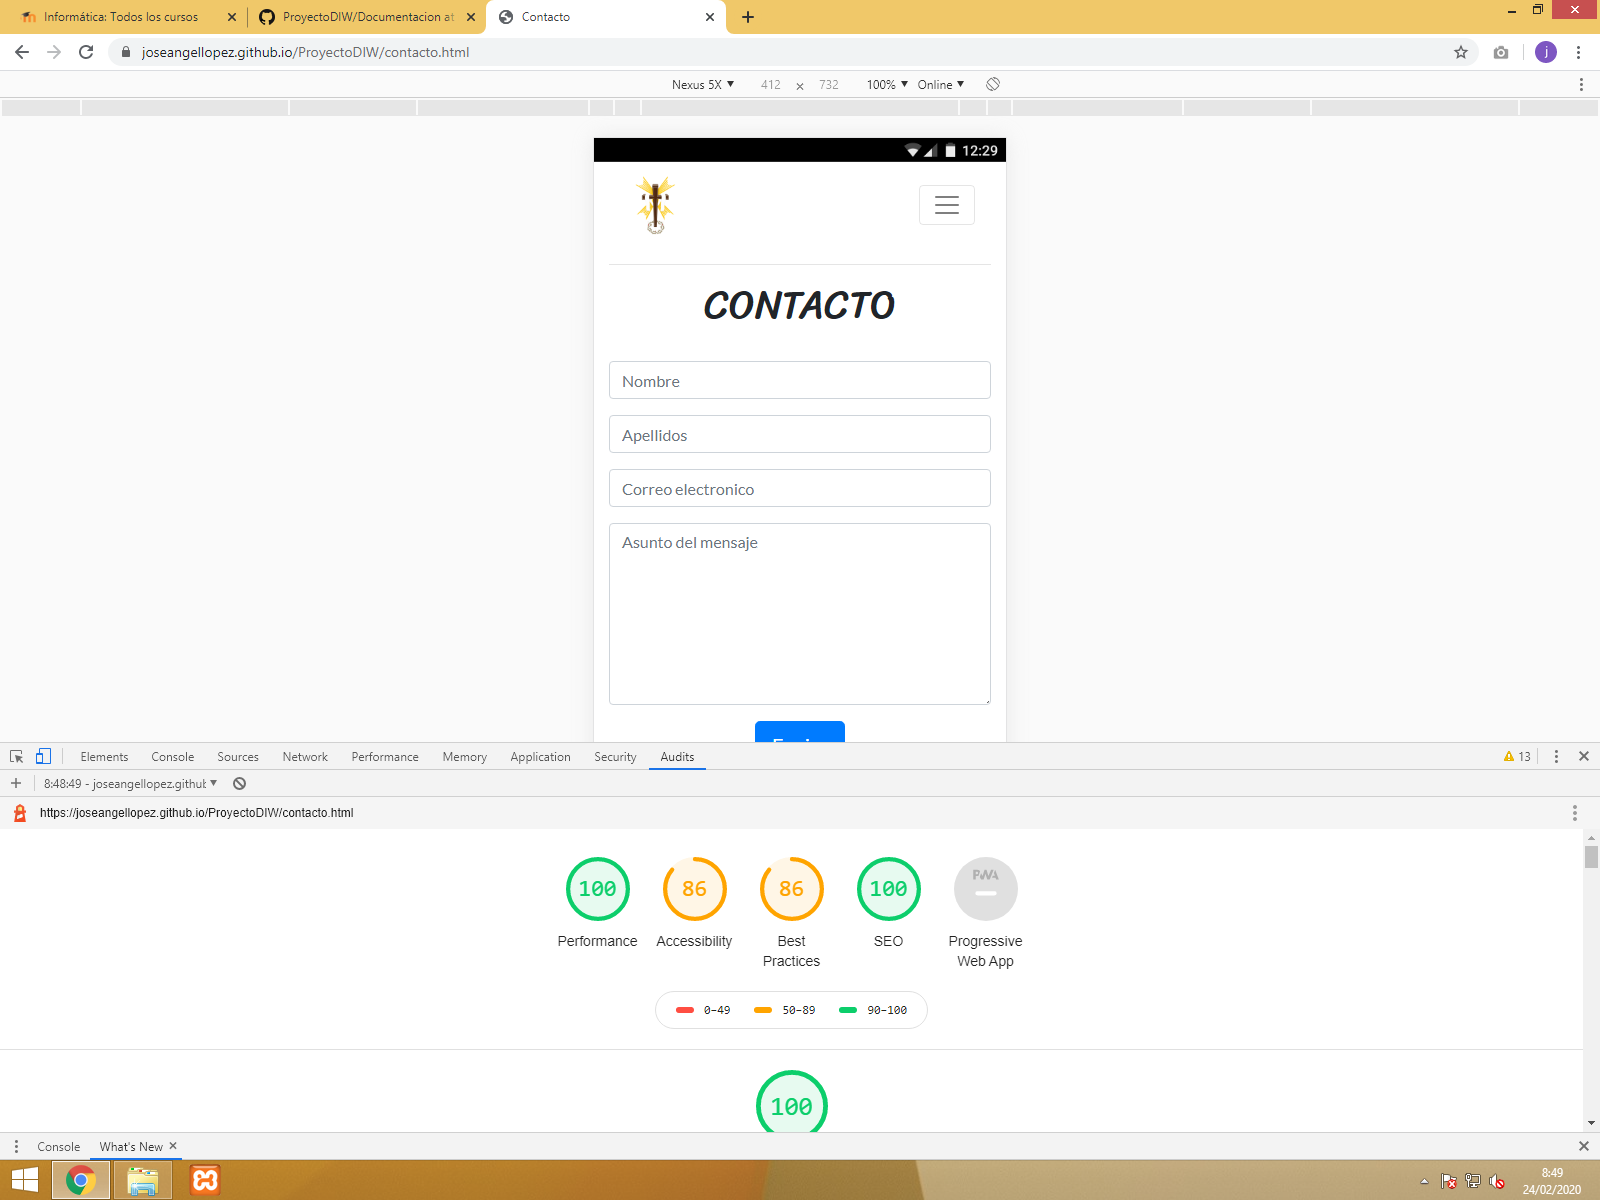 Informática: Todos los cursos
ProyectoDIW/Documentacion at
Contacto
joseangellopez.github.io/ProyectoDIW/contacto.html
j
Nexus 5X
412 x 732
100%
Online
12:29
CONTACTO
Nombre
Apellidos
Correo electronico
Asunto del mensaje
Elements Console Sources Network Performance Memory Application Security Audits
13
8:48:49 - joseangellopez.github
https://joseangellopez.github.io/ProyectoDIW/contacto.html
100 86 86 100 PWA
Performance Accessibility Best Practices SEO Progressive Web App
0–49 50–89 90–100
100
Console What's New
8:49
24/02/2020